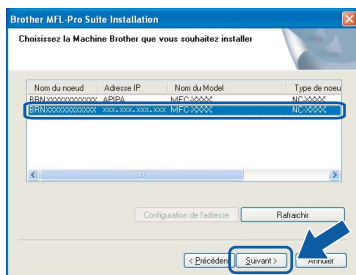 Brother MFL-Pro Suite Installation
Choisissez la Machine Brother que vous souhaitez installer
Nom du noeud Adresse IP Nom du Model Type de noeu
BRNxxxxxxxxxxxx APIPA MFC-XXXX NC-XXXX
BRNxxxxxxxxxxxx xxx.xxx.xxx.xxx MFC-XXXX NC-XXXX
Configuration de l'adresse Rafraichir
< Précéden Suivant > Annuler